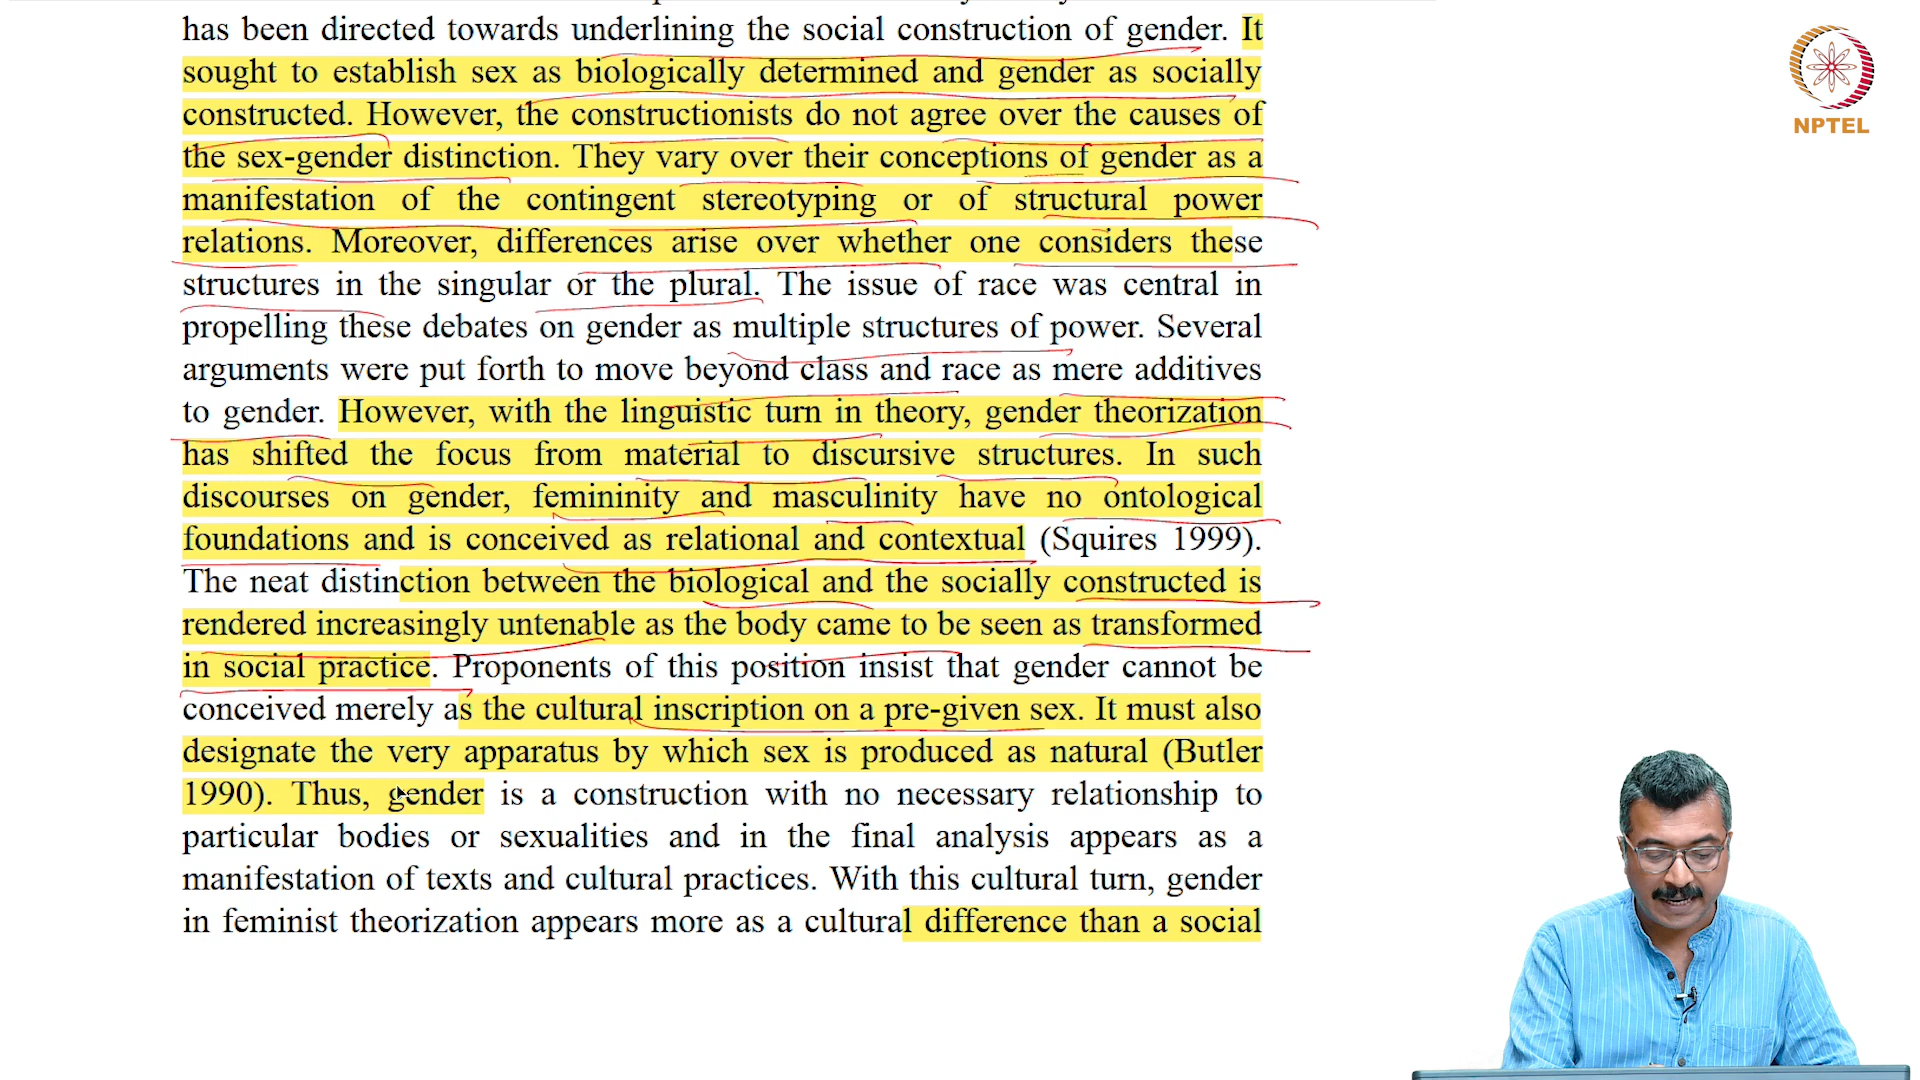 has been directed towards underlining the social construction of gender. It
sought to establish sex as biologically determined and gender as socially
constructed. However, the constructionists do not agree over the causes of
the sex-gender distinction. They vary over their conceptions of gender as a
manifestation of the contingent stereotyping or of structural power
relations. Moreover, differences arise over whether one considers these
structures in the singular or the plural. The issue of race was central in
propelling these debates on gender as multiple structures of power. Several
arguments were put forth to move beyond class and race as mere additives
to gender. However, with the linguistic turn in theory, gender theorization
has shifted the focus from material to discursive structures. In such
discourses on gender, femininity and masculinity have no ontological
foundations and is conceived as relational and contextual (Squires 1999).
The neat distinction between the biological and the socially constructed is
rendered increasingly untenable as the body came to be seen as transformed
in social practice. Proponents of this position insist that gender cannot be
conceived merely as the cultural inscription on a pre-given sex. It must also
designate the very apparatus by which sex is produced as natural (Butler
1990). Thus, gender is a construction with no necessary relationship to
particular bodies or sexualities and in the final analysis appears as a
manifestation of texts and cultural practices. With this cultural turn, gender
in feminist theorization appears more as a cultural difference than a social
NPTEL